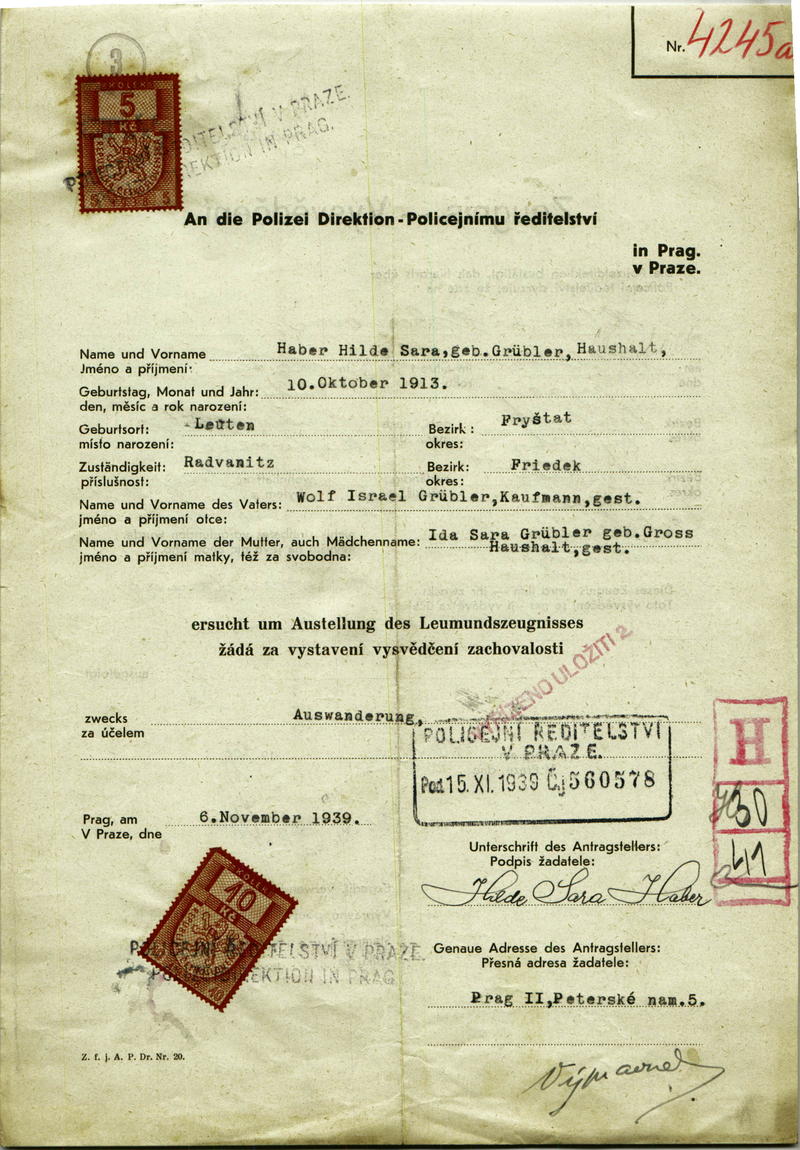 Nr. 4245a
3
KOLEK
5
Kč
5 1938 5
POLICEJNÍ ŘEDITELSTVÍ V PRAZE.
DIREKTION IN PRAG.
An die Polizei Direktion - Policejnímu ředitelství
in Prag.
v Praze.
Name und Vorname Haber Hilde Sara,geb.Grübler, Haushalt,
Jméno a příjmení:
Geburtstag, Monat und Jahr: 10.Oktober 1913.
den, měsíc a rok narození:
Geburtsort: Leuten Bezirk: Fryštat
místo narození: okres:
Zuständigkeit: Radvanitz Bezirk: Friedek
příslušnost: okres:
Name und Vorname des Vaters: Wolf Israel Grübler,Kaufmann,gest.
jméno a příjmení otce:
Name und Vorname der Mutter, auch Mädchenname: Ida Sara Grübler geb.Gross
Haushalt,gest.
jméno a příjmení matky, též za svobodna:
ersucht um Austellung des Leumundszeugnisses
žádá za vystavení vysvědčení zachovalosti
ULOŽITI 2
zwecks Auswanderung,
za účelem
POLICEJNÍ ŘEDITELSTVÍ
V PRAZE.
Pod 15.XI.1939 Čj 560578
H
30
41
Prag, am 6.November 1939.
V Praze, dne
Unterschrift des Antragstellers:
Podpis žadatele:
Hilde Sara Haber
KOLEK
10
Kč
POLICEJNÍ ŘEDITELSTVÍ V PRAZE.
DIREKTION IN PRAG
Genaue Adresse des Antragstellers:
Přesná adresa žadatele:
Prag II,Peterské nam.5.
Z. f. j. A. P. Dr. Nr. 20.